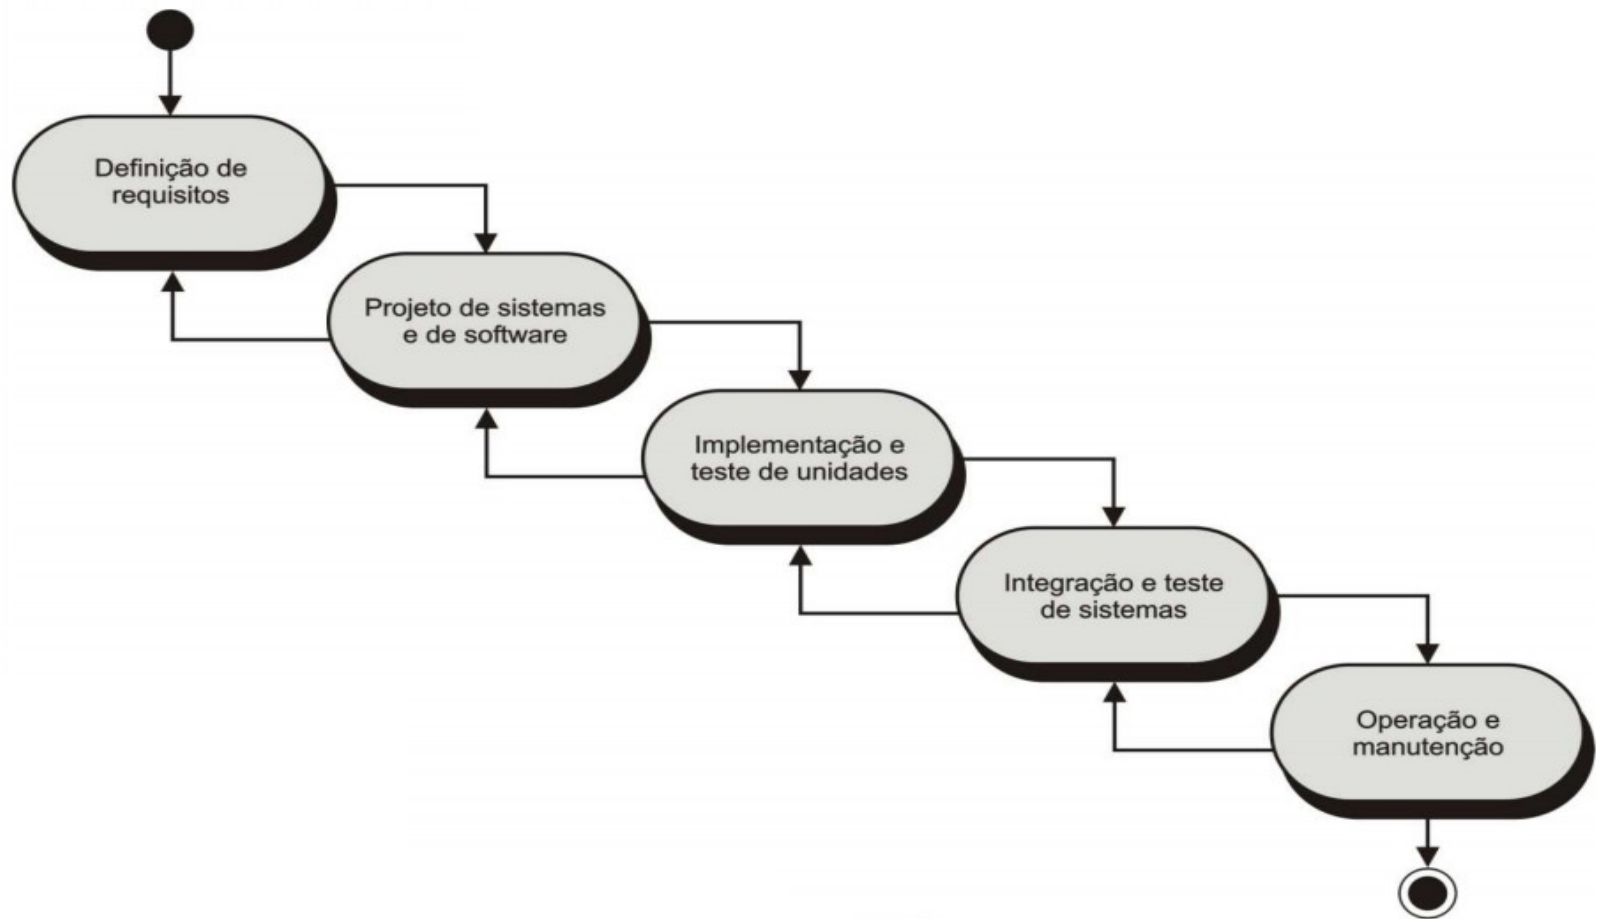 Definição de
requisitos
Projeto de sistemas
e de software
Implementação e
teste de unidades
Integração e teste
de sistemas
Operação e
manutenção